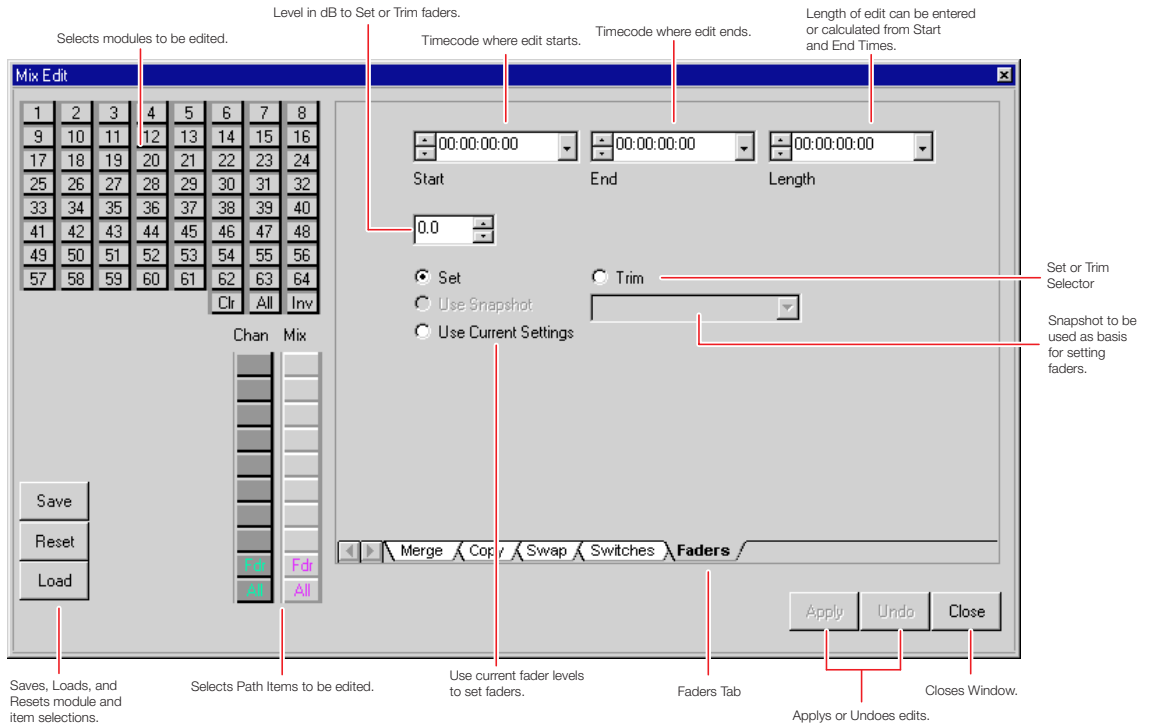 Level in dB to Set or Trim faders.
Selects modules to be edited.
Timecode where edit starts.
Timecode where edit ends.
Length of edit can be entered
or calculated from Start
and End Times.
Mix Edit
1 2 3 4 5 6 7 8
9 10 11 12 13 14 15 16
17 18 19 20 21 22 23 24
25 26 27 28 29 30 31 32
33 34 35 36 37 38 39 40
41 42 43 44 45 46 47 48
49 50 51 52 53 54 55 56
57 58 59 60 61 62 63 64
Clr All Inv
Chan Mix
Fdr Fdr
All All
Save
Reset
Load
00:00:00:00 00:00:00:00 00:00:00:00
Start End Length
0.0
Set Trim
Use Snapshot
Use Current Settings
Set or Trim
Selector
Snapshot to be
used as basis
for setting
faders.
Merge Copy Swap Switches Faders
Apply Undo Close
Saves, Loads, and
Resets module and
item selections.
Selects Path Items to be edited.
Use current fader levels
to set faders.
Faders Tab
Applys or Undoes edits.
Closes Window.